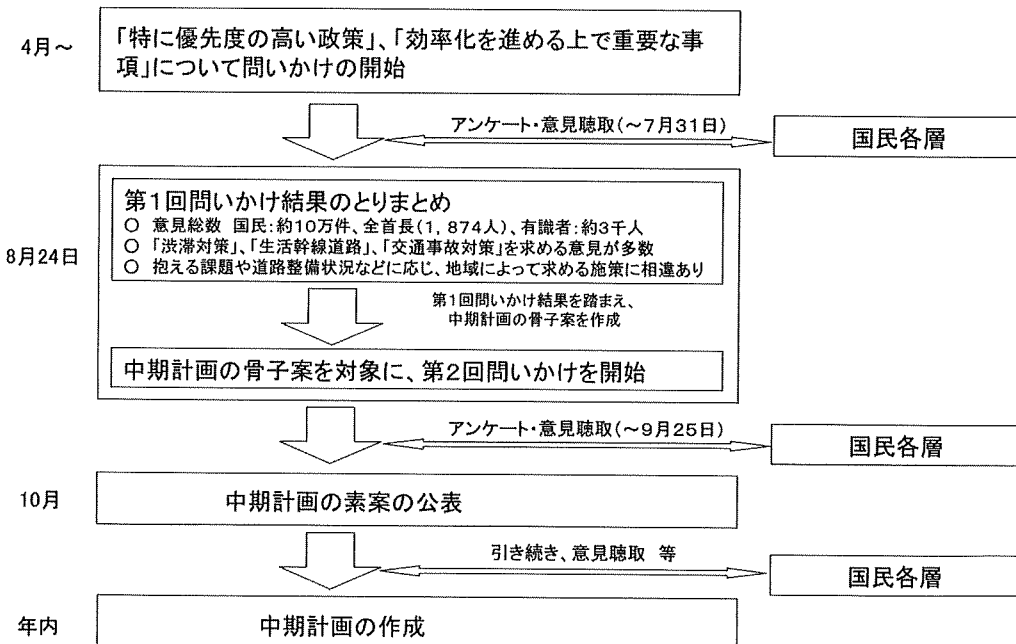 4月～
「特に優先度の高い政策」、「効率化を進める上で重要な事
項」について問いかけの開始
アンケート・意見聴取(～7月31日)
国民各層
8月24日
第1回問いかけ結果のとりまとめ
○ 意見総数 国民:約10万件、全首長(1,874人)、有識者:約3千人
○ 「渋滞対策」、「生活幹線道路」、「交通事故対策」を求める意見が多数
○ 抱える課題や道路整備状況などに応じ、地域によって求める施策に相違あり
第1回問いかけ結果を踏まえ、
中期計画の骨子案を作成
中期計画の骨子案を対象に、第2回問いかけを開始
アンケート・意見聴取(～9月25日)
国民各層
10月
中期計画の素案の公表
引き続き、意見聴取 等
国民各層
年内
中期計画の作成